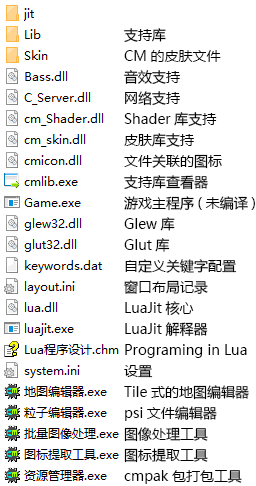 jit
Lib 支持库
Skin CM 的皮肤文件
Bass.dll 音效支持
C_Server.dll 网络支持
cm_Shader.dll Shader 库支持
cm_skin.dll 皮肤库支持
cmicon.dll 文件关联的图标
cmlib.exe 支持库查看器
Game.exe 游戏主程序 ( 未编译 )
glew32.dll Glew 库
glut32.dll Glut 库
keywords.dat 自定义关键字配置
layout.ini 窗口布局记录
lua.dll LuaJit 核心
luajit.exe LuaJit 解释器
Lua程序设计.chm Programing in Lua
system.ini 设置
地图编辑器.exe Tile 式的地图编辑器
粒子编辑器.exe psi 文件编辑器
批量图像处理.exe 图像处理工具
图标提取工具.exe 图标提取工具
资源管理器.exe cmpak 包打包工具